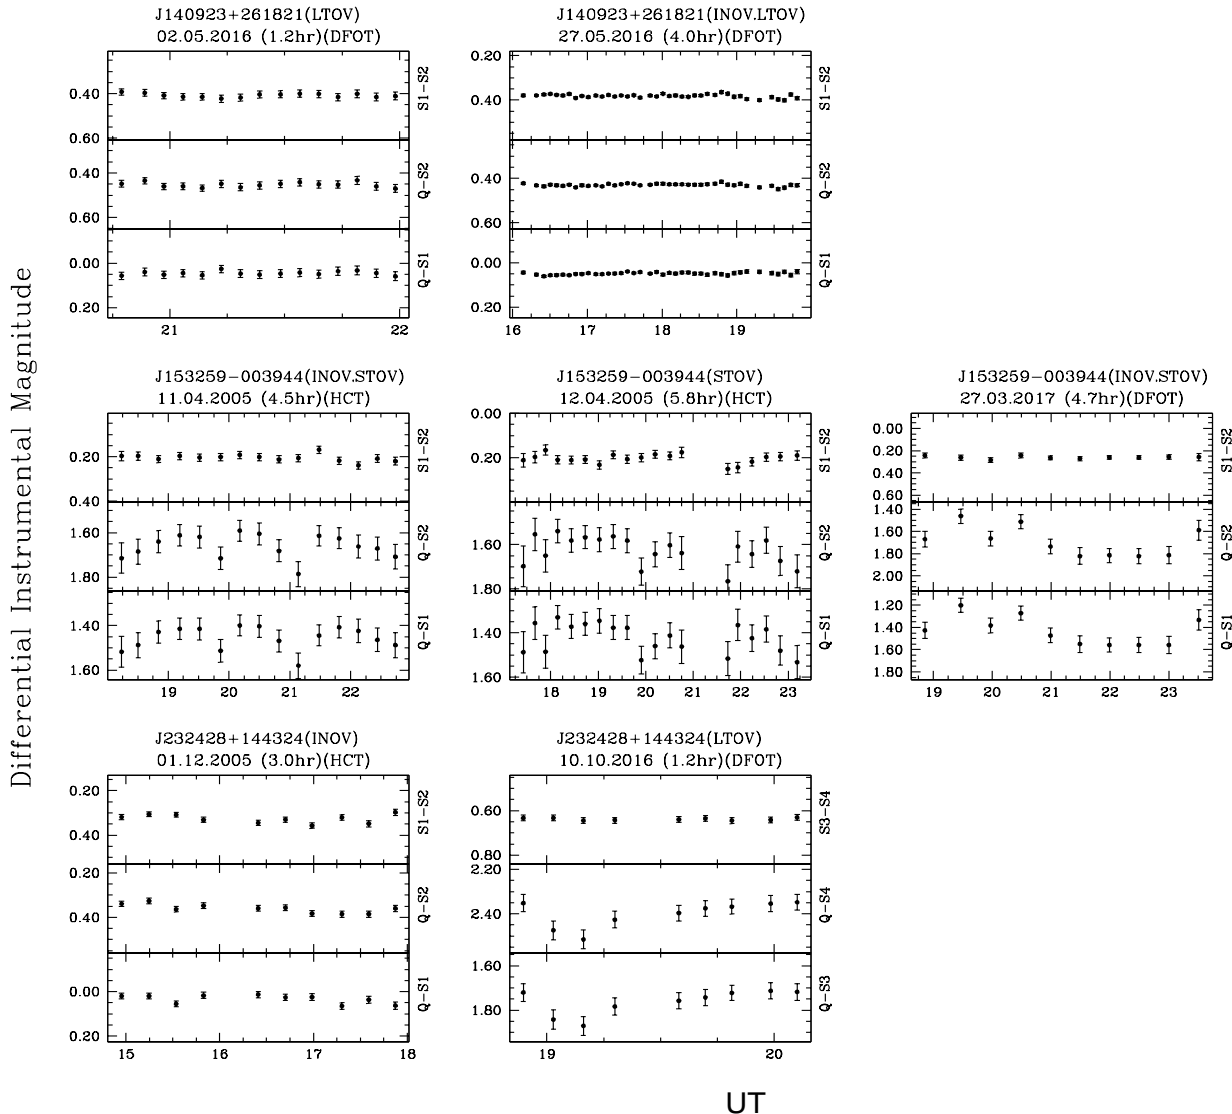 Differential Instrumental Magnitude
J140923+261821(LTOV)
02.05.2016 (1.2hr)(DFOT)
0.40
0.60
S1-S2
0.40
0.60
Q-S2
0.00
0.20
Q-S1
21 22
J140923+261821(INOV.LTOV)
27.05.2016 (4.0hr)(DFOT)
0.20
0.40
S1-S2
0.40
0.60
Q-S2
0.00
0.20
Q-S1
16 17 18 19
J153259-003944(INOV.STOV)
11.04.2005 (4.5hr)(HCT)
0.20
0.40
S1-S2
1.60
1.80
Q-S2
1.40
1.60
Q-S1
19 20 21 22
J153259-003944(STOV)
12.04.2005 (5.8hr)(HCT)
0.00
0.20
S1-S2
1.60
1.80
Q-S2
1.40
1.60
Q-S1
18 19 20 21 22 23
J153259-003944(INOV.STOV)
27.03.2017 (4.7hr)(DFOT)
0.00
0.20
0.40
0.60
S1-S2
1.40
1.60
1.80
2.00
Q-S2
1.20
1.40
1.60
1.80
Q-S1
19 20 21 22 23
J232428+144324(INOV)
01.12.2005 (3.0hr)(HCT)
0.20
0.40
S1-S2
0.20
0.40
Q-S2
0.00
0.20
Q-S1
15 16 17 18
J232428+144324(LTOV)
10.10.2016 (1.2hr)(DFOT)
0.60
0.80
S3-S4
2.20
2.40
Q-S4
1.60
1.80
Q-S3
19 20
UT